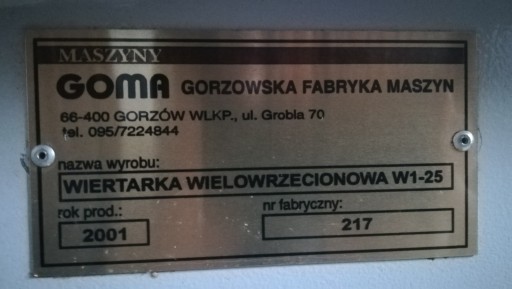 MASZYNY
GOMA GORZOWSKA FABRYKA MASZYN
66-400 GORZÓW WLKP., ul. Grobla 70
tel. 095/7224844
nazwa wyrobu:
WIERTARKA WIELOWRZECIONOWA W1-25
rok prod.: nr fabryczny:
2001 217